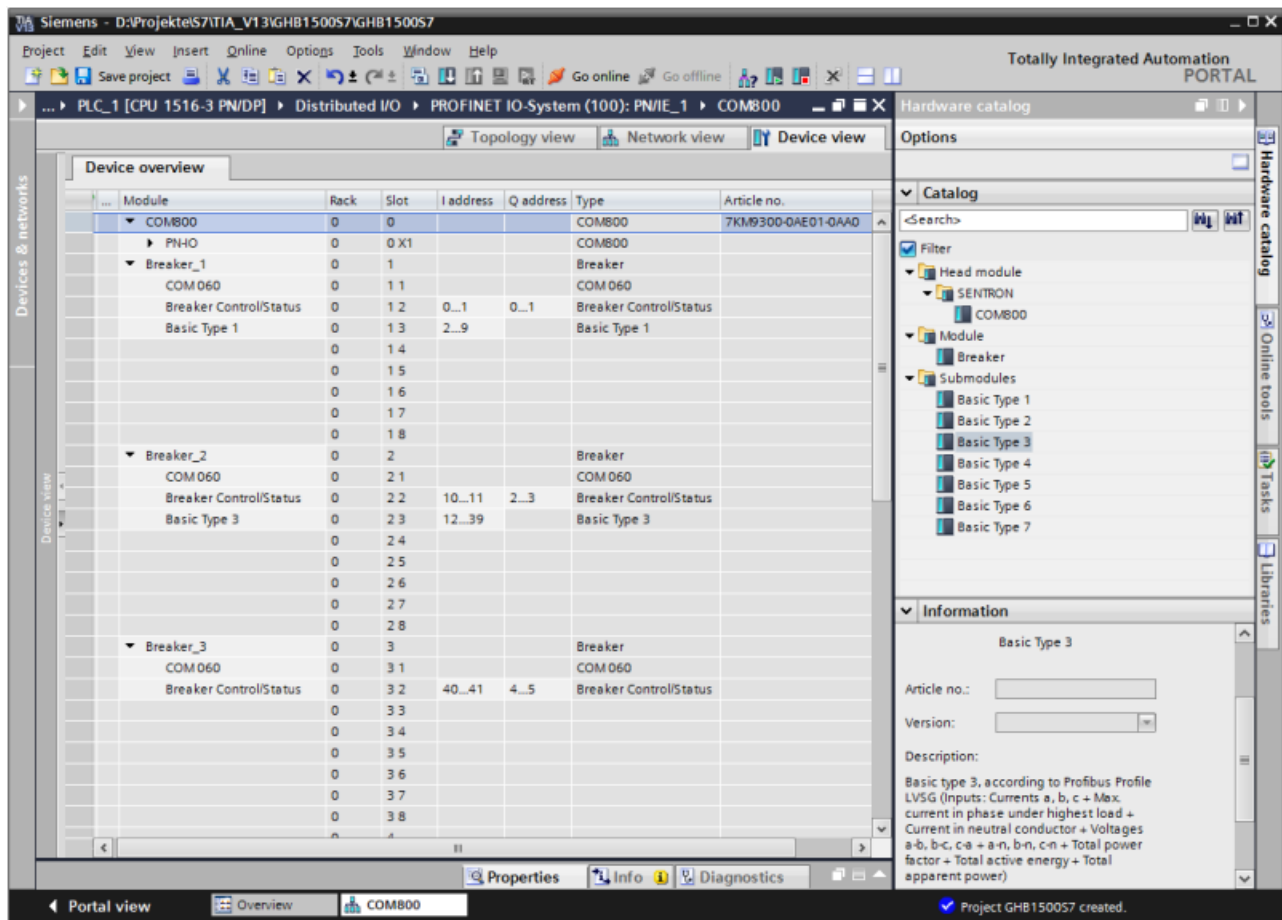 Siemens - D:\Projekte\S7\TIA_V13\GHB1500S7\GHB1500S7
Project Edit View Insert Online Options Tools Window Help
Totally Integrated Automation
PORTAL
Save project Go online Go offline
... PLC_1 [CPU 1516-3 PN/DP] Distributed I/O PROFINET IO-System (100): PN/IE_1 COM800
Topology view Network view Device view
Device overview
... Module Rack Slot I address Q address Type Article no.
COM800 0 0 COM800 7KM9300-0AE01-0AA0
PN-IO 0 0 X1 COM800
Breaker_1 0 1 Breaker
COM 060 0 1 1 COM 060
Breaker Control/Status 0 1 2 0...1 0...1 Breaker Control/Status
Basic Type 1 0 1 3 2...9 Basic Type 1
0 1 4
0 1 5
0 1 6
0 1 7
0 1 8
Breaker_2 0 2 Breaker
COM 060 0 2 1 COM 060
Breaker Control/Status 0 2 2 10...11 2...3 Breaker Control/Status
Basic Type 3 0 2 3 12...39 Basic Type 3
0 2 4
0 2 5
0 2 6
0 2 7
0 2 8
Breaker_3 0 3 Breaker
COM 060 0 3 1 COM 060
Breaker Control/Status 0 3 2 40...41 4...5 Breaker Control/Status
0 3 3
0 3 4
0 3 5
0 3 6
0 3 7
0 3 8
Devices & networks
Device view
Properties Info Diagnostics
Hardware catalog
Options
Catalog
<Search>
Filter
Head module
SENTRON
COM800
Module
Breaker
Submodules
Basic Type 1
Basic Type 2
Basic Type 3
Basic Type 4
Basic Type 5
Basic Type 6
Basic Type 7
Information
Basic Type 3
Article no.:
Version:
Description:
Basic type 3, according to Profibus Profile
LVSG (Inputs: Currents a, b, c + Max.
current in phase under highest load +
Current in neutral conductor + Voltages
a-b, b-c, c-a + a-n, b-n, c-n + Total power
factor + Total active energy + Total
apparent power)
Hardware catalog
Online tools
Tasks
Libraries
Portal view Overview COM800
Project GHB1500S7 created.